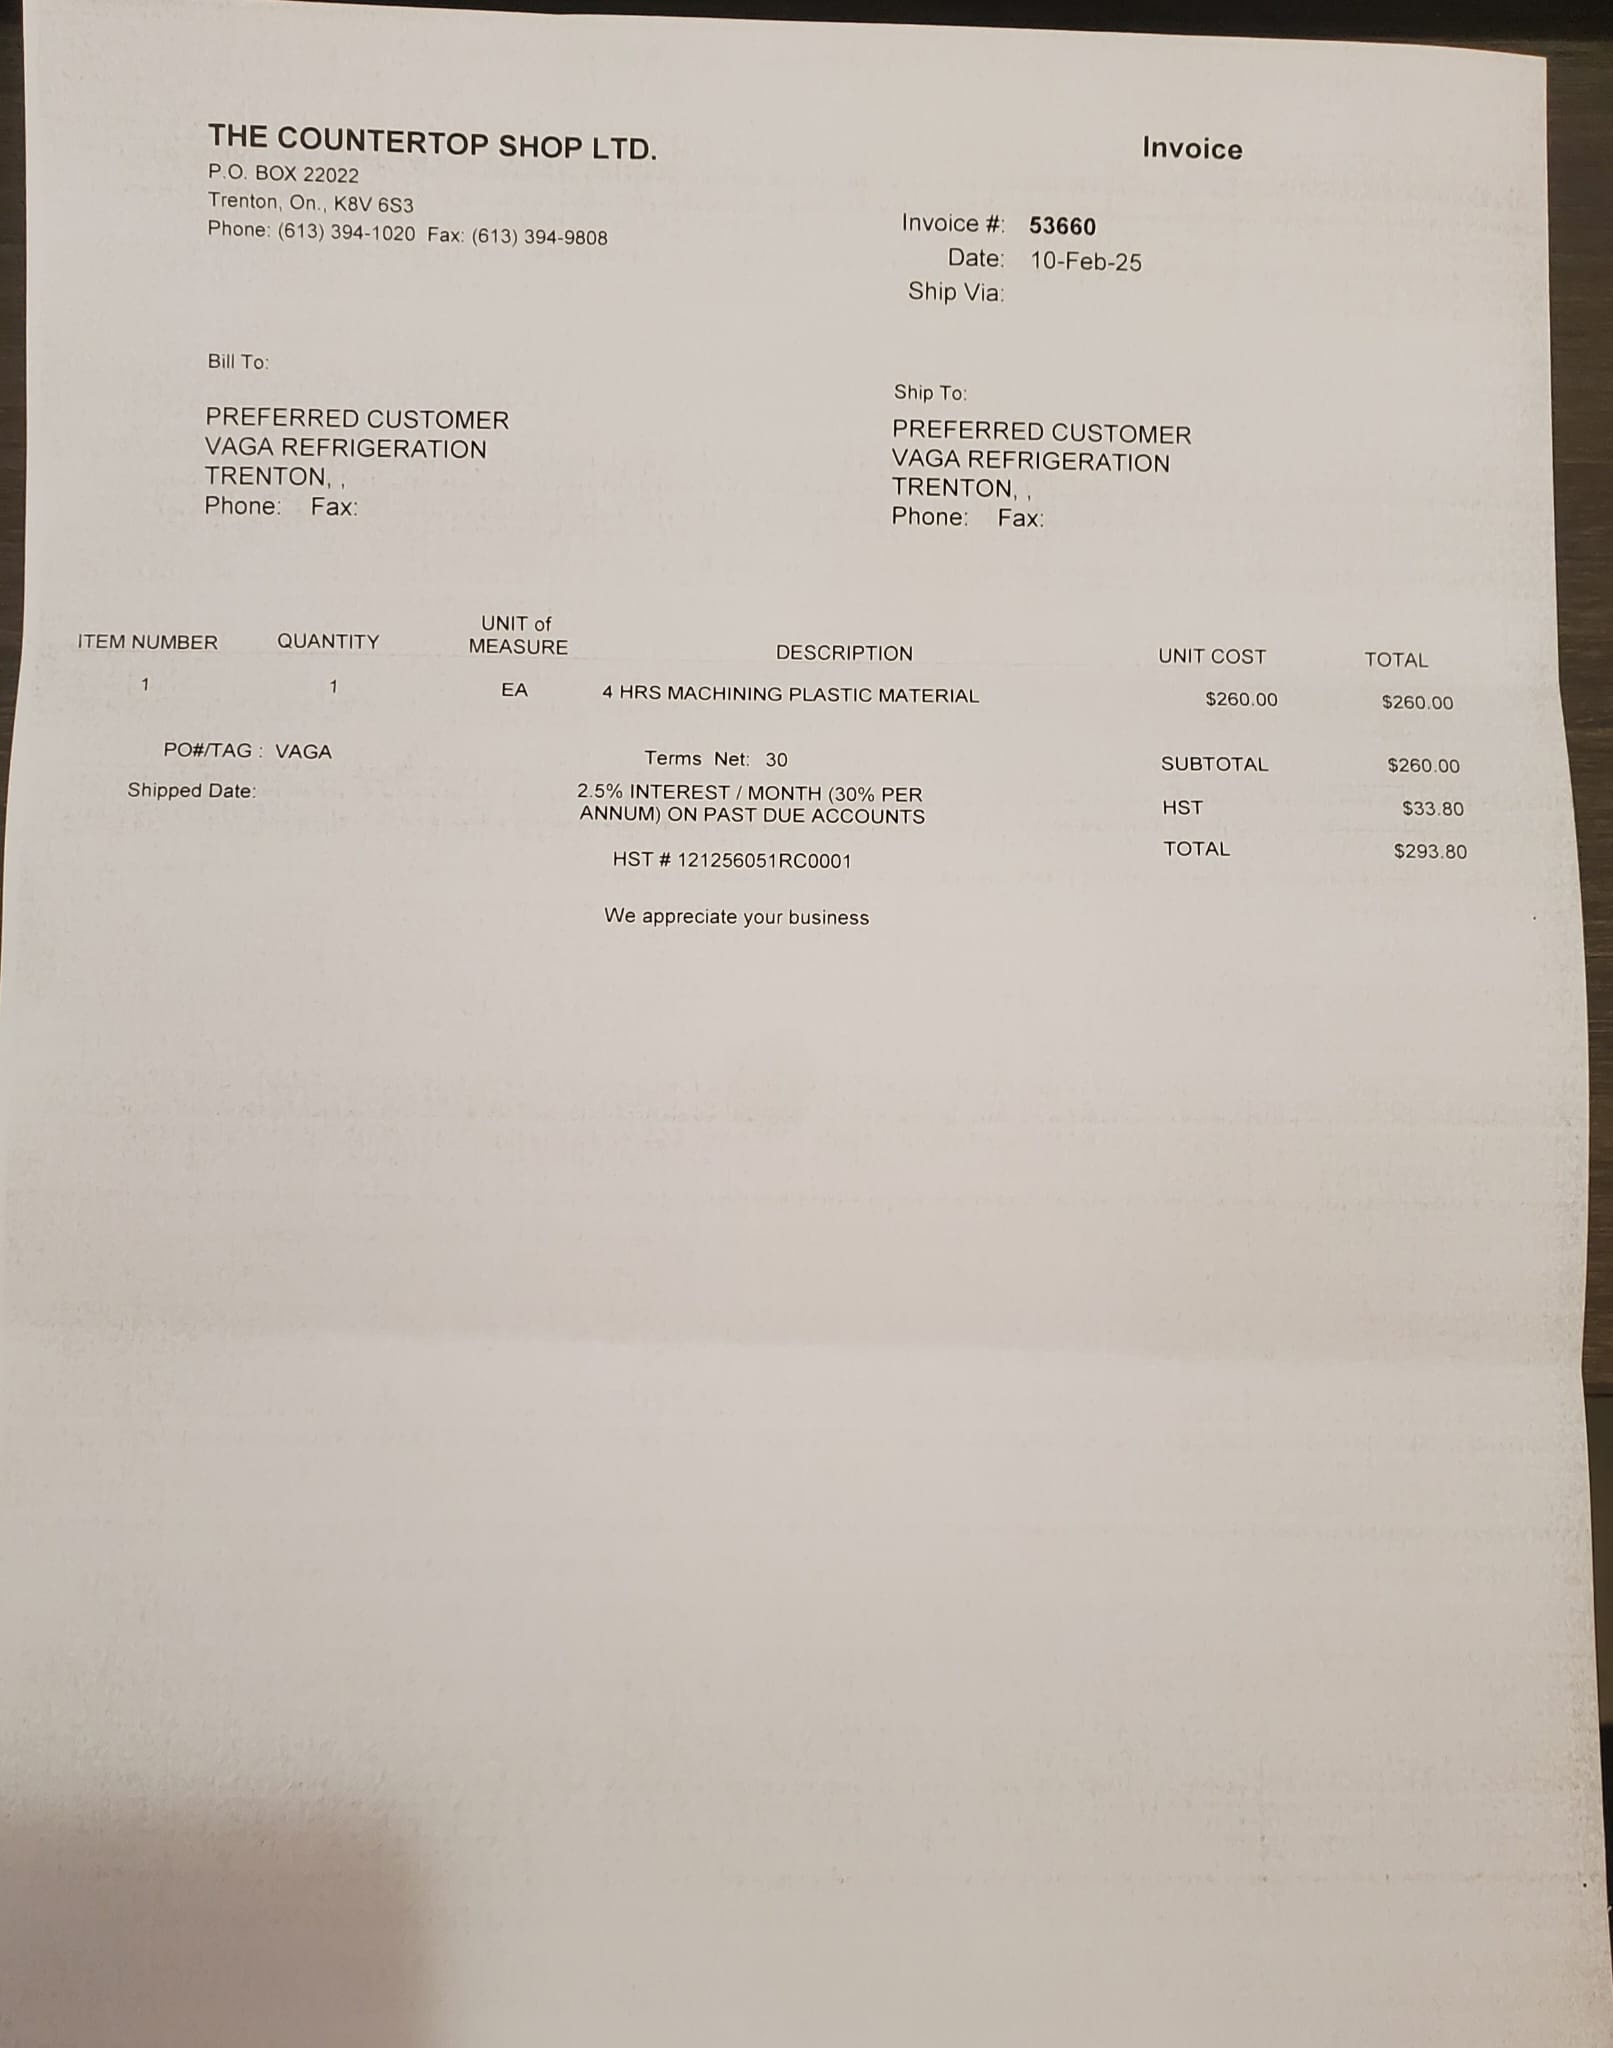 THE COUNTERTOP SHOP LTD.
P.O. BOX 22022
Trenton, On., K8V 6S3
Phone: (613) 394-1020 Fax: (613) 394-9808
Invoice
Invoice #: 53660
Date: 10-Feb-25
Ship Via:
Bill To:
PREFERRED CUSTOMER
VAGA REFRIGERATION
TRENTON, ,
Phone: Fax:
Ship To:
PREFERRED CUSTOMER
VAGA REFRIGERATION
TRENTON, ,
Phone: Fax:
ITEM NUMBER QUANTITY UNIT of MEASURE DESCRIPTION UNIT COST TOTAL
1 1 EA 4 HRS MACHINING PLASTIC MATERIAL $260.00 $260.00
PO#/TAG : VAGA Terms Net: 30 SUBTOTAL $260.00
Shipped Date: 2.5% INTEREST / MONTH (30% PER HST $33.80
ANNUM) ON PAST DUE ACCOUNTS
HST # 121256051RC0001 TOTAL $293.80
We appreciate your business